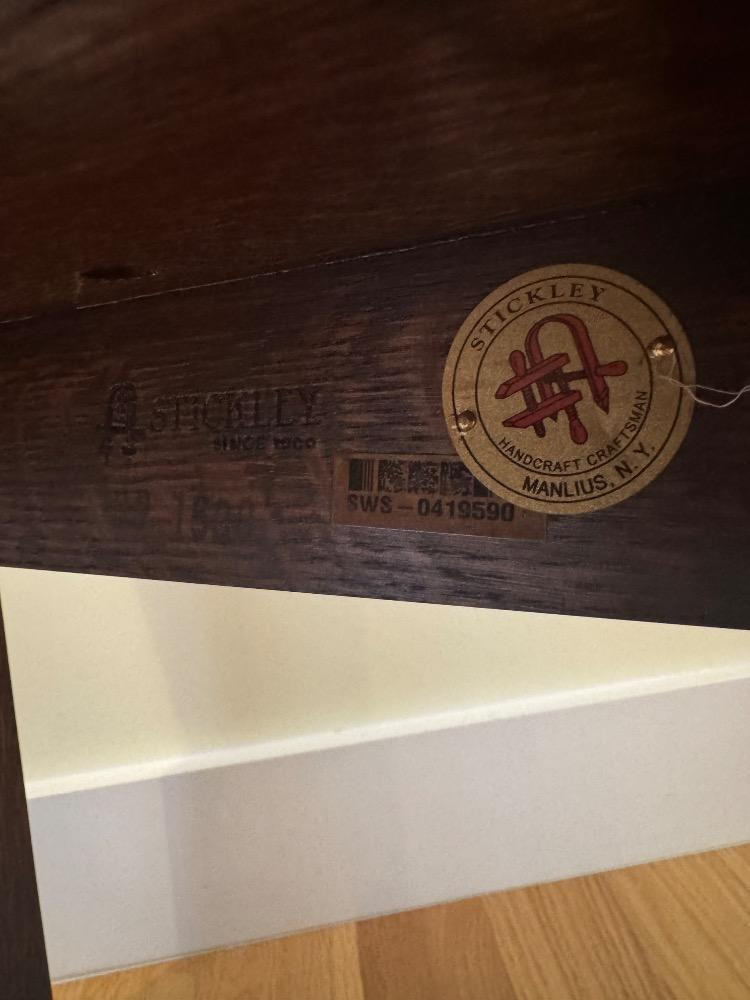 STICKLEY
SINCE 1900
STICKLEY
HANDCRAFT CRAFTSMAN
MANLIUS, N.Y.
SWS-0419590